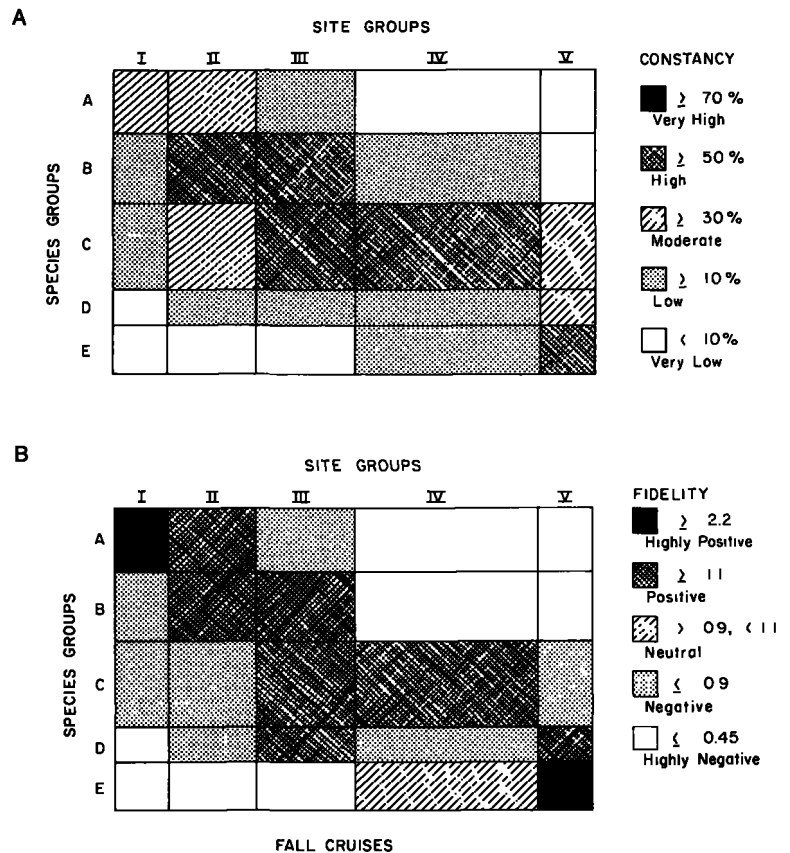 A
SITE GROUPS
I II III IV V
SPECIES GROUPS
A
B
C
D
E
CONSTANCY
≥ 70 %
Very High
≥ 50 %
High
≥ 30 %
Moderate
≥ 10 %
Low
< 10 %
Very Low
B
SITE GROUPS
I II III IV V
SPECIES GROUPS
A
B
C
D
E
FIDELITY
≥ 2.2
Highly Positive
≥ 1 1
Positive
> 0 9, < 1 1
Neutral
≤ 0 9
Negative
≤ 0.45
Highly Negative
FALL CRUISES